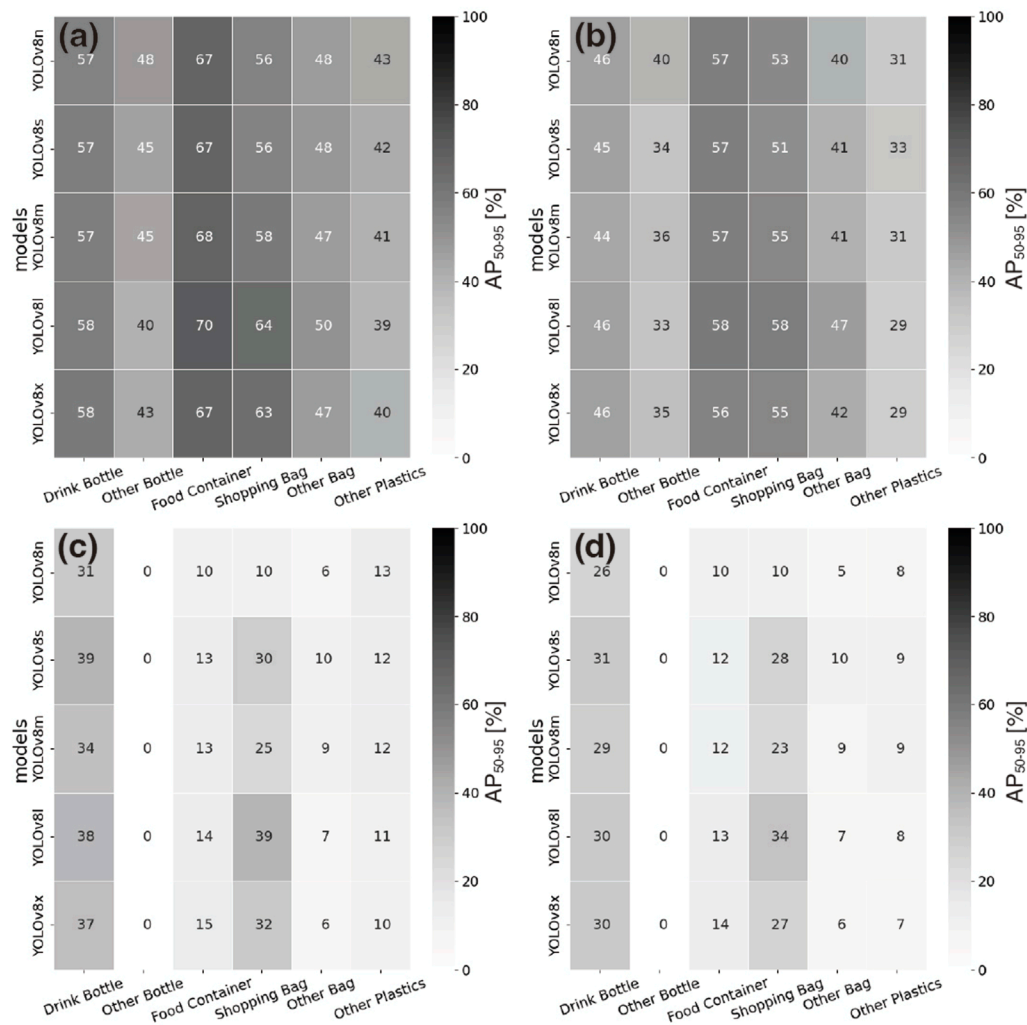 (a)
models
YOLOv8n 57 48 67 56 48 43
YOLOv8s 57 45 67 56 48 42
YOLOv8m 57 45 68 58 47 41
YOLOv8l 58 40 70 64 50 39
YOLOv8x 58 43 67 63 47 40
Drink Bottle Other Bottle Food Container Shopping Bag Other Bag Other Plastics
100
80
60
40
20
0
AP50-95 [%]
(b)
models
YOLOv8n 46 40 57 53 40 31
YOLOv8s 45 34 57 51 41 33
YOLOv8m 44 36 57 55 41 31
YOLOv8l 46 33 58 58 47 29
YOLOv8x 46 35 56 55 42 29
Drink Bottle Other Bottle Food Container Shopping Bag Other Bag Other Plastics
100
80
60
40
20
0
AP50-95 [%]
(c)
models
YOLOv8n 31 0 10 10 6 13
YOLOv8s 39 0 13 30 10 12
YOLOv8m 34 0 13 25 9 12
YOLOv8l 38 0 14 39 7 11
YOLOv8x 37 0 15 32 6 10
Drink Bottle Other Bottle Food Container Shopping Bag Other Bag Other Plastics
100
80
60
40
20
0
AP50-95 [%]
(d)
models
YOLOv8n 26 0 10 10 5 8
YOLOv8s 31 0 12 28 10 9
YOLOv8m 29 0 12 23 9 9
YOLOv8l 30 0 13 34 7 8
YOLOv8x 30 0 14 27 6 7
Drink Bottle Other Bottle Food Container Shopping Bag Other Bag Other Plastics
100
80
60
40
20
0
AP50-95 [%]